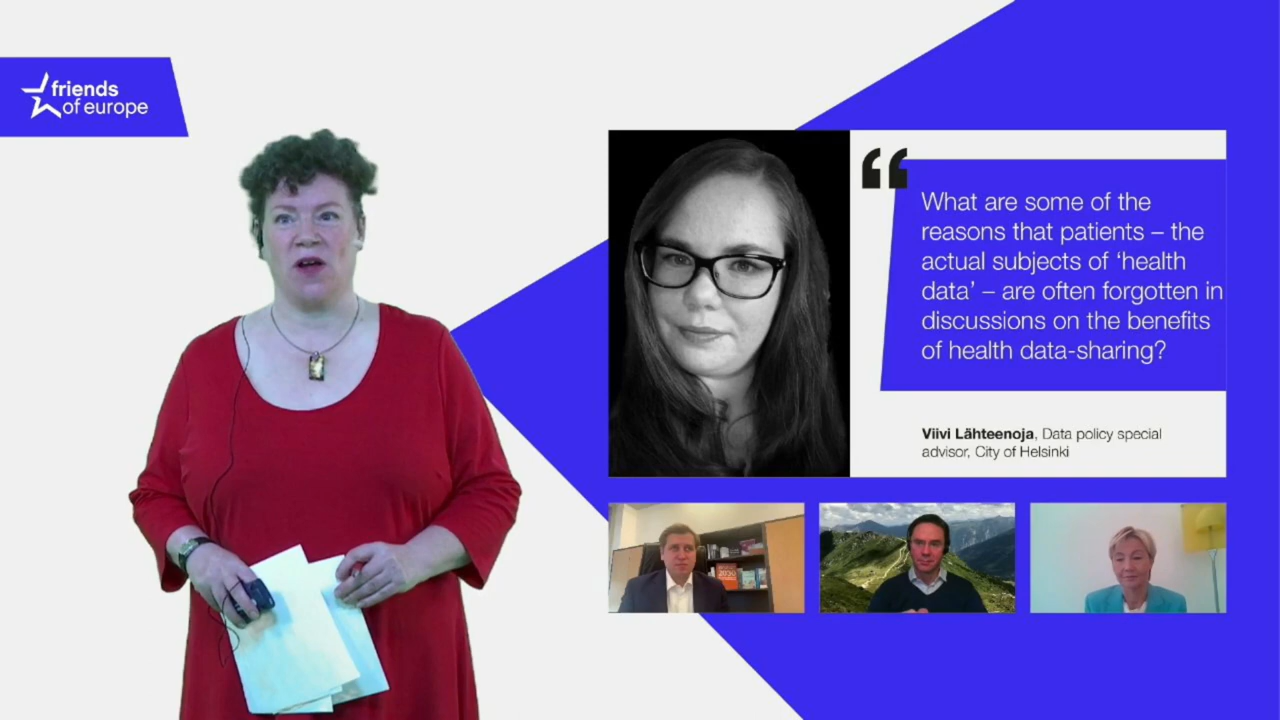 friends
of europe
What are some of the
reasons that patients – the
actual subjects of ‘health
data’ – are often forgotten in
discussions on the benefits
of health data-sharing?
Viivi Lähteenoja, Data policy special
advisor, City of Helsinki